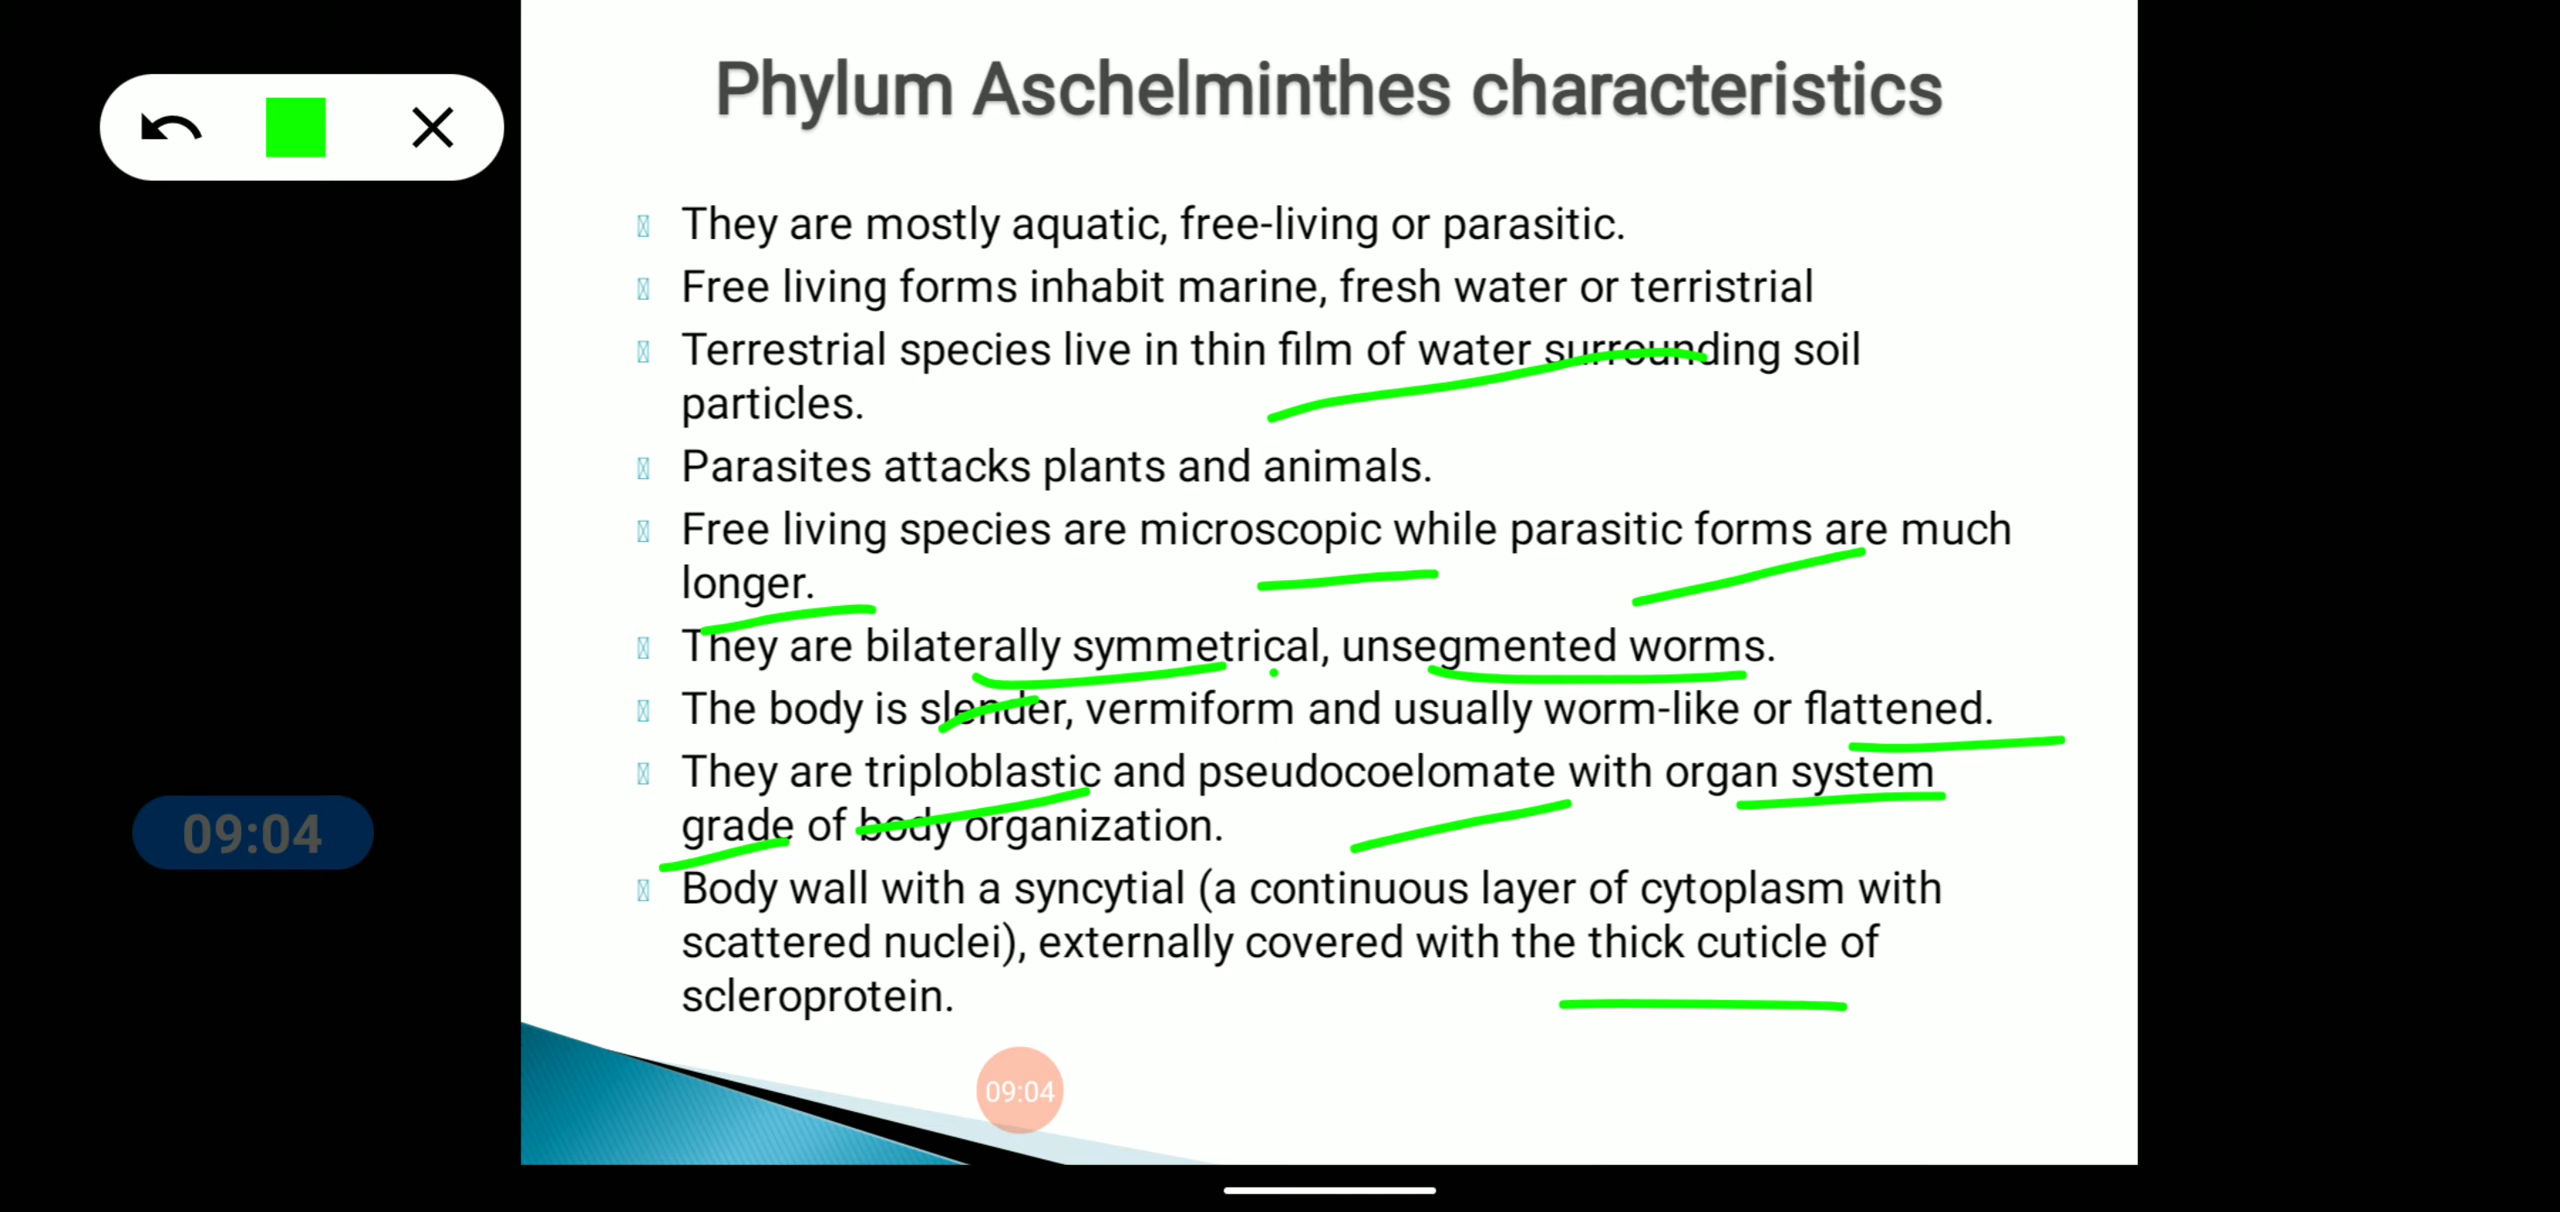 Phylum Aschelminthes characteristics
They are mostly aquatic, free-living or parasitic.
Free living forms inhabit marine, fresh water or terristrial
Terrestrial species live in thin film of water surrounding soil
particles.
Parasites attacks plants and animals.
Free living species are microscopic while parasitic forms are much
longer.
They are bilaterally symmetrical, unsegmented worms.
The body is slender, vermiform and usually worm-like or flattened.
They are triploblastic and pseudocoelomate with organ system
grade of body organization.
Body wall with a syncytial (a continuous layer of cytoplasm with
scattered nuclei), externally covered with the thick cuticle of
scleroprotein.
09:04
09:04